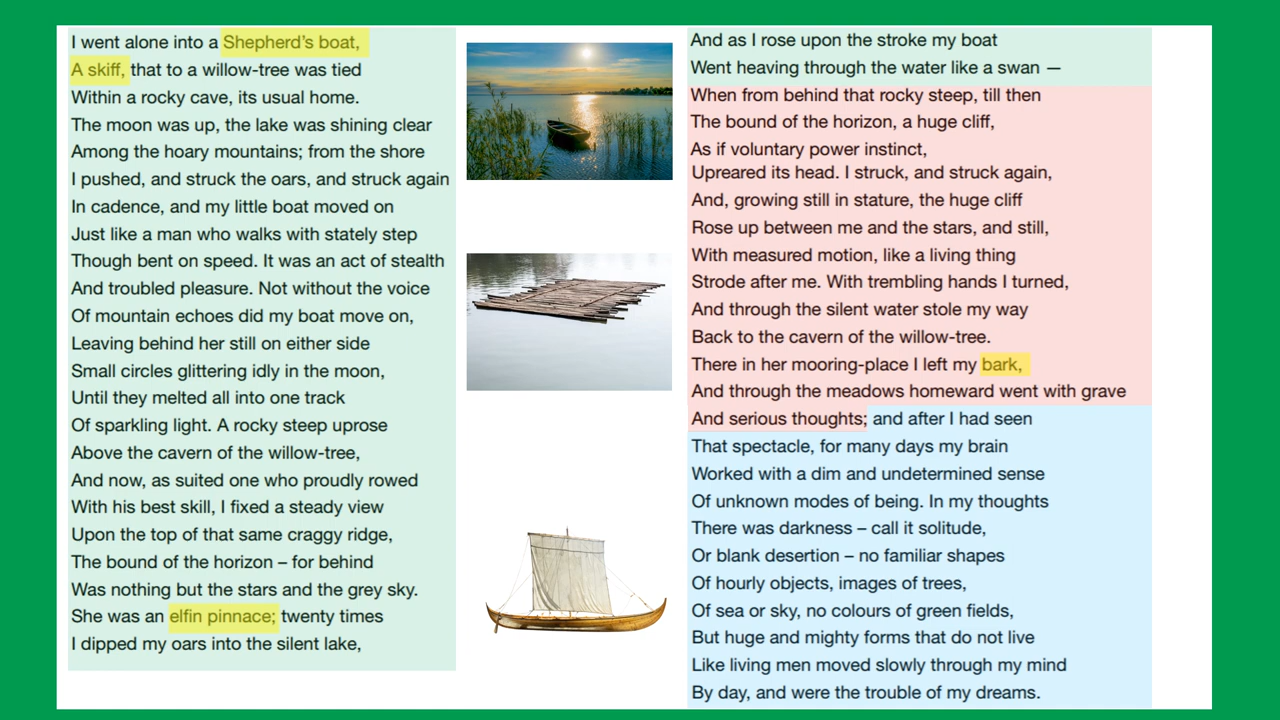 I went alone into a Shepherd's boat,
A skiff, that to a willow-tree was tied
Within a rocky cave, its usual home.
The moon was up, the lake was shining clear
Among the hoary mountains; from the shore
I pushed, and struck the oars, and struck again
In cadence, and my little boat moved on
Just like a man who walks with stately step
Though bent on speed. It was an act of stealth
And troubled pleasure. Not without the voice
Of mountain echoes did my boat move on,
Leaving behind her still on either side
Small circles glittering idly in the moon,
Until they melted all into one track
Of sparkling light. A rocky steep uprose
Above the cavern of the willow-tree,
And now, as suited one who proudly rowed
With his best skill, I fixed a steady view
Upon the top of that same craggy ridge,
The bound of the horizon – for behind
Was nothing but the stars and the grey sky.
She was an elfin pinnace; twenty times
I dipped my oars into the silent lake,
And as I rose upon the stroke my boat
Went heaving through the water like a swan —
When from behind that rocky steep, till then
The bound of the horizon, a huge cliff,
As if voluntary power instinct,
Upreared its head. I struck, and struck again,
And, growing still in stature, the huge cliff
Rose up between me and the stars, and still,
With measured motion, like a living thing
Strode after me. With trembling hands I turned,
And through the silent water stole my way
Back to the cavern of the willow-tree.
There in her mooring-place I left my bark,
And through the meadows homeward went with grave
And serious thoughts; and after I had seen
That spectacle, for many days my brain
Worked with a dim and undetermined sense
Of unknown modes of being. In my thoughts
There was darkness – call it solitude,
Or blank desertion – no familiar shapes
Of hourly objects, images of trees,
Of sea or sky, no colours of green fields,
But huge and mighty forms that do not live
Like living men moved slowly through my mind
By day, and were the trouble of my dreams.